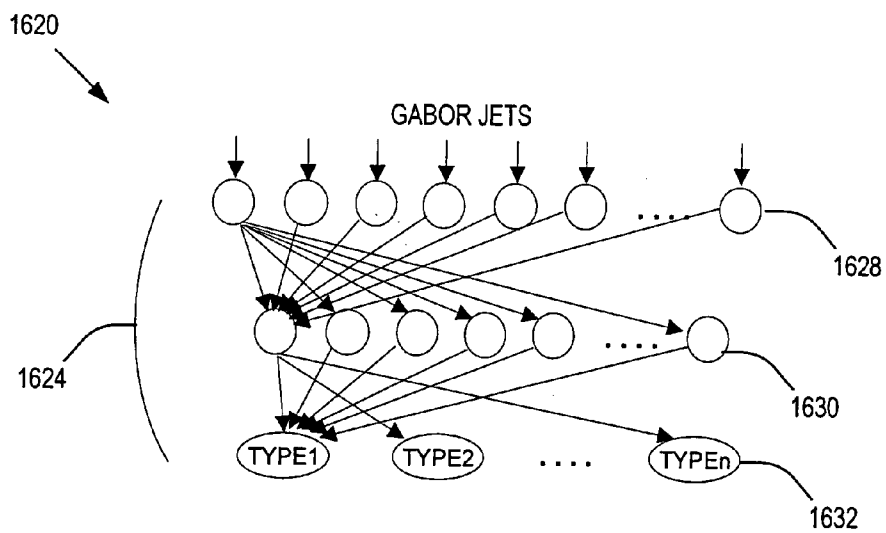 1620
GABOR JETS
. . . .
1628
. . . .
1624
1630
TYPE1 TYPE2 . . . . TYPEn
1632